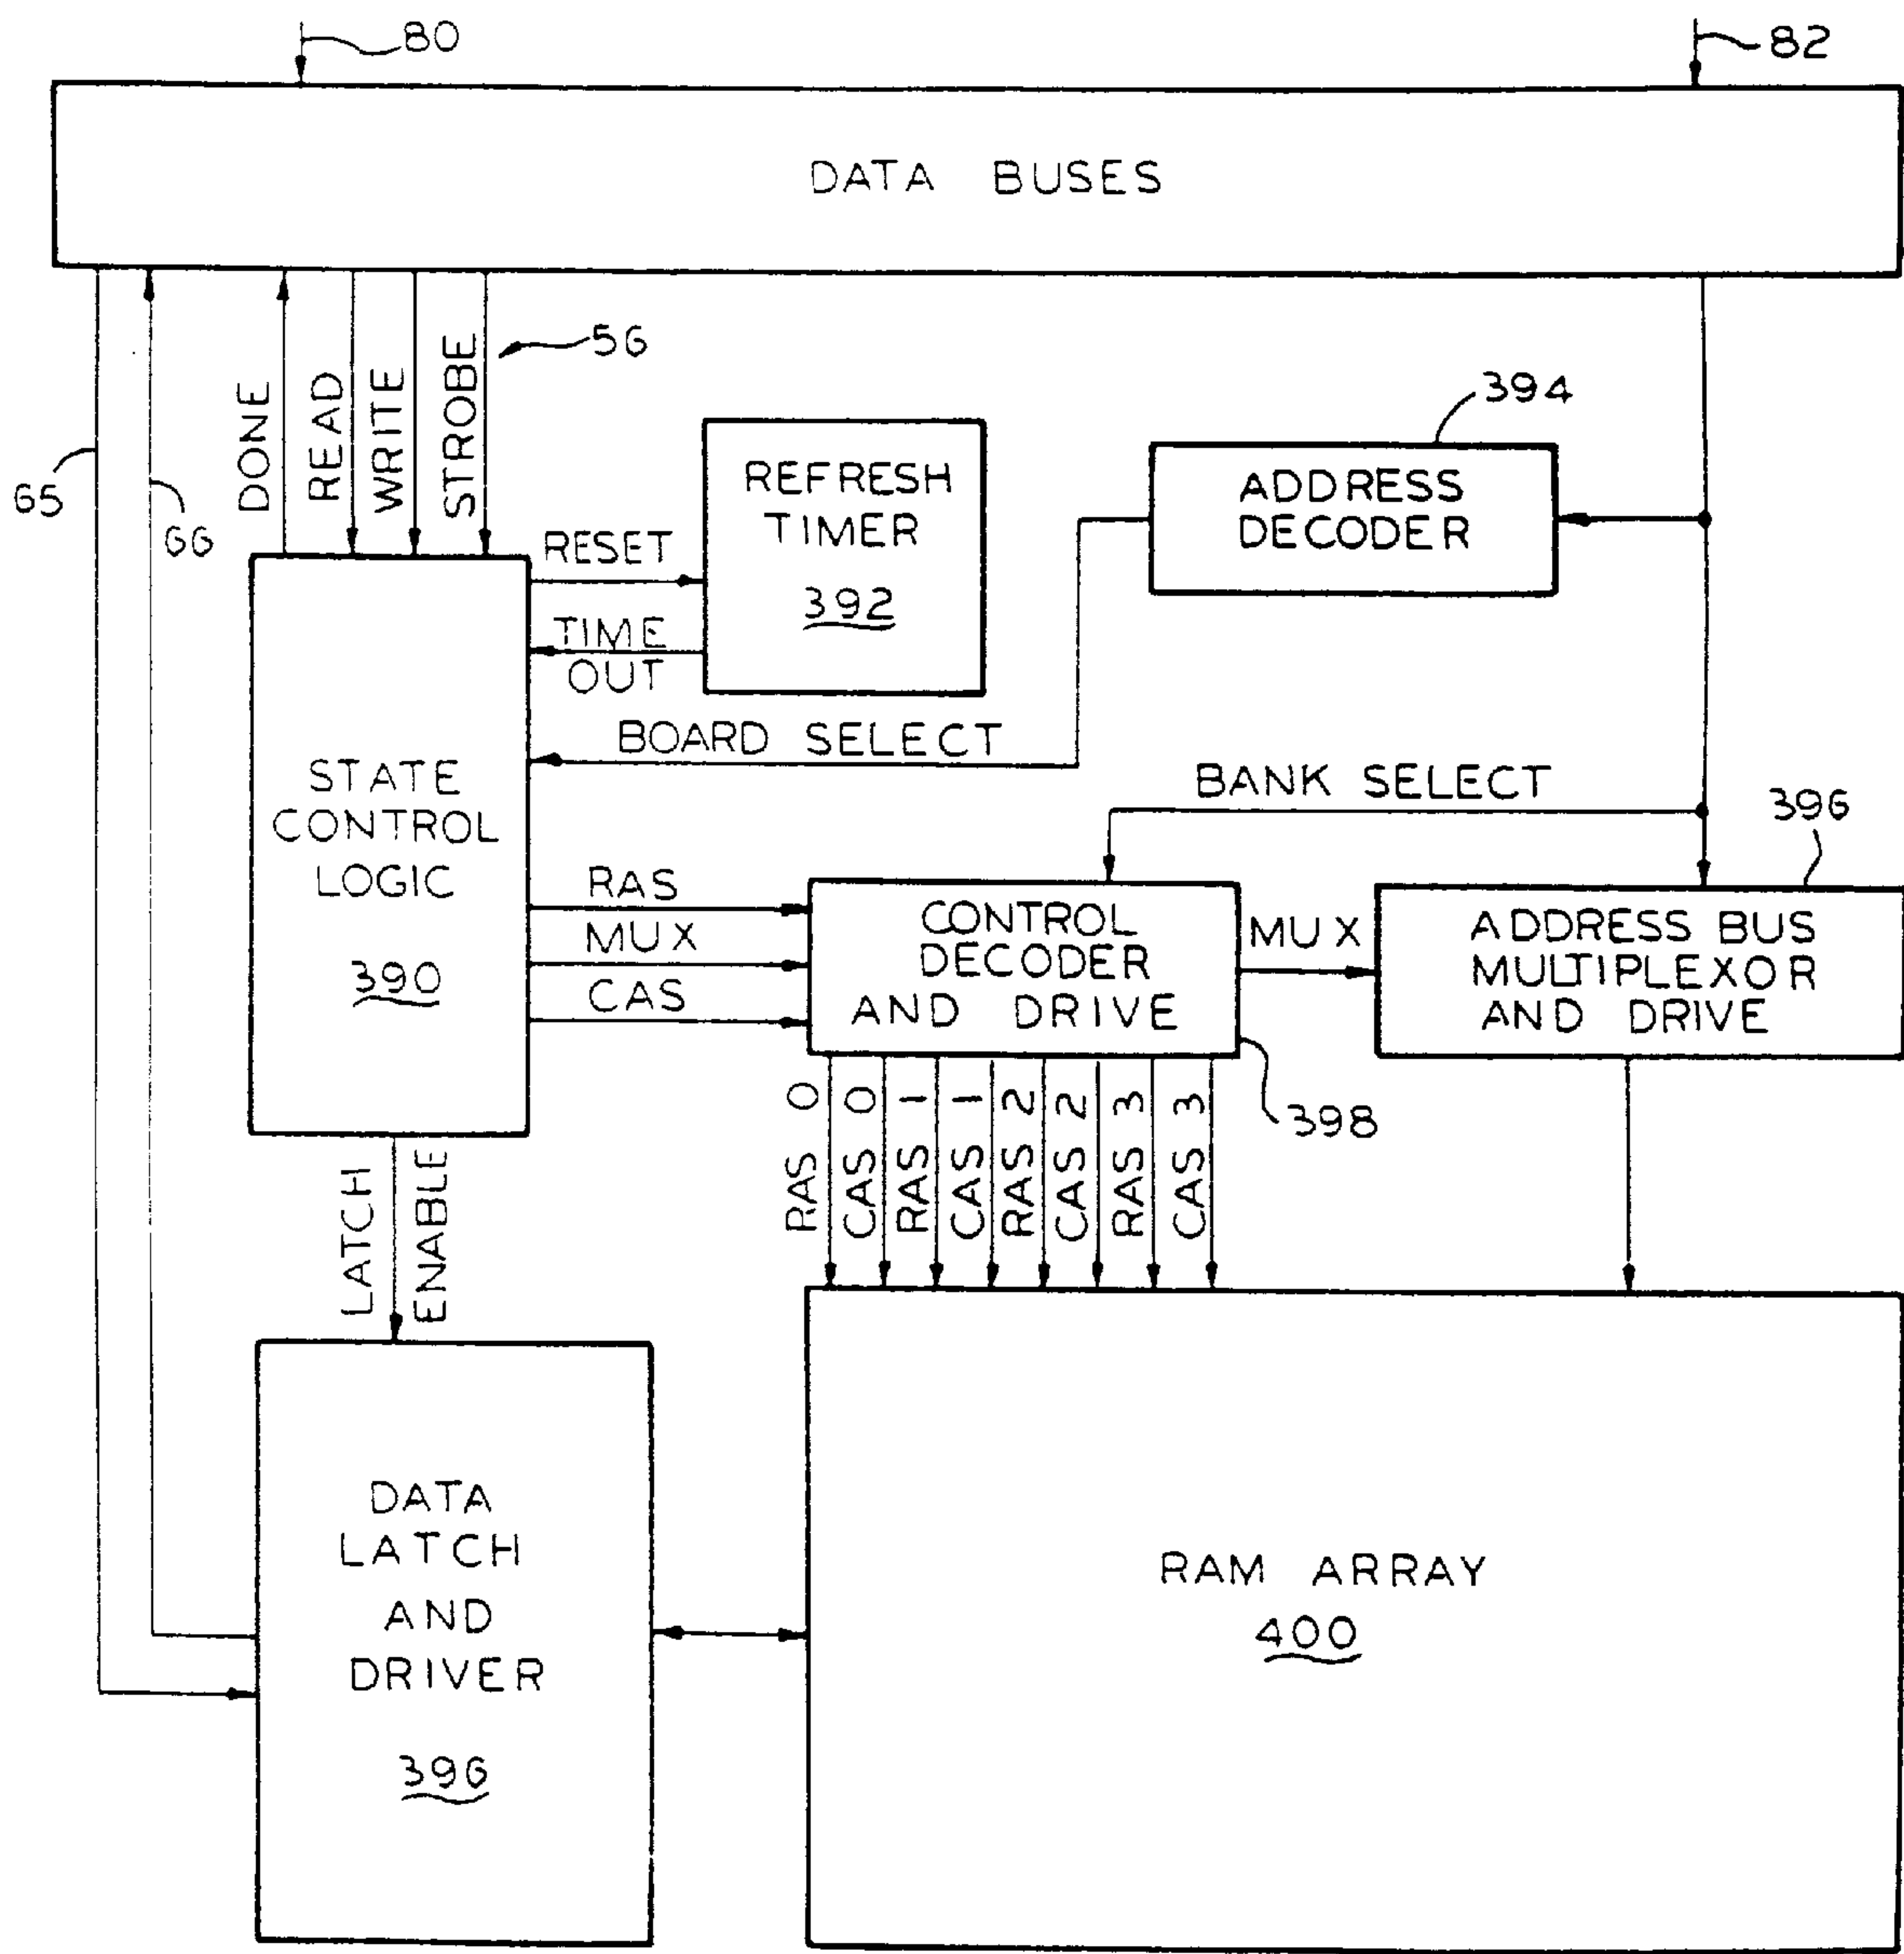 80
82
DATA BUSES
56
DONE
READ
WRITE
STROBE
65
66
REFRESH
TIMER
392
394
ADDRESS
DECODER
RESET
TIME
OUT
BOARD SELECT
BANK SELECT
396
STATE
CONTROL
LOGIC
390
RAS
MUX
CAS
CONTROL
DECODER
AND DRIVE
MUX
ADDRESS BUS
MULTIPLEXOR
AND DRIVE
398
LATCH
ENABLE
RAS 0
CAS 0
RAS 1
CAS 1
RAS 2
CAS 2
RAS 3
CAS 3
DATA
LATCH
AND
DRIVER
396
RAM ARRAY
400